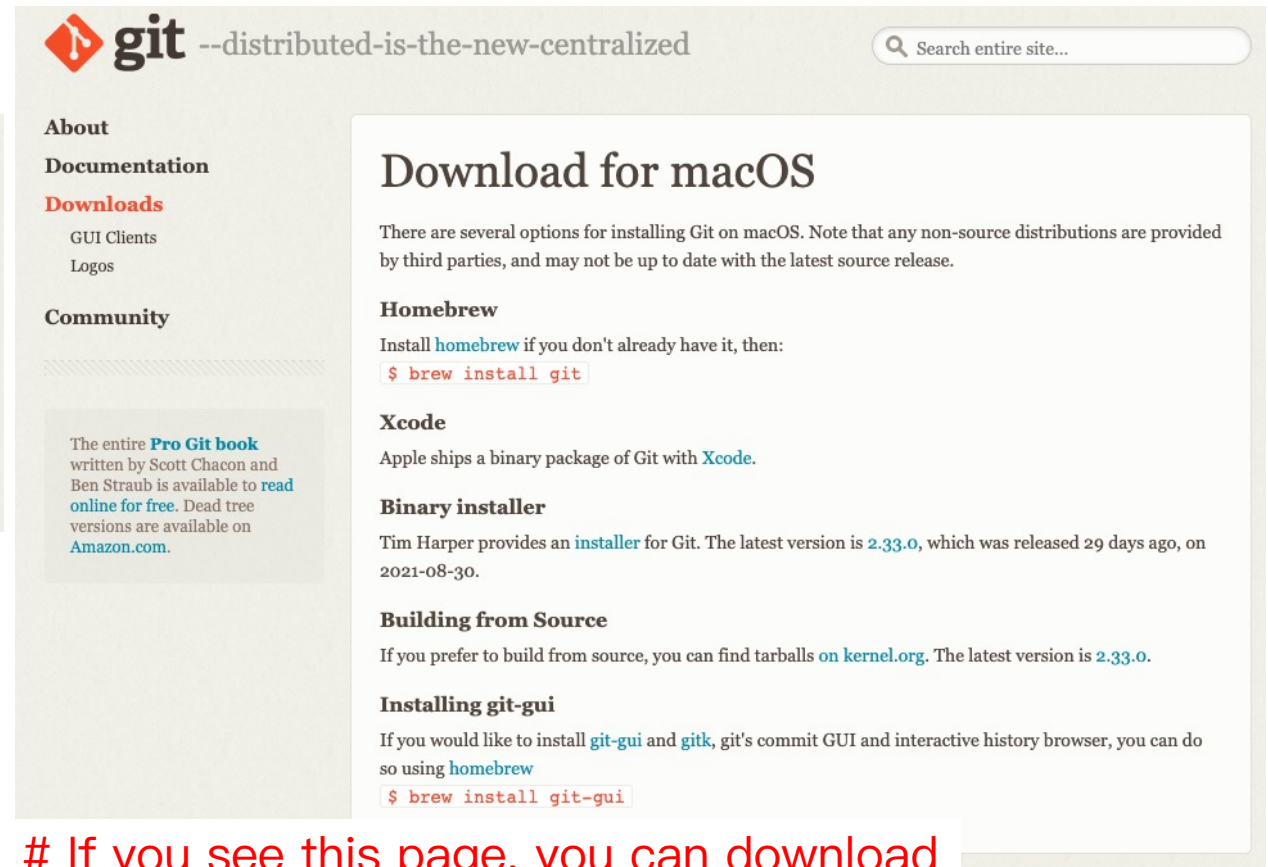 git --distributed-is-the-new-centralized
Search entire site...
About
Documentation
Downloads
GUI Clients
Logos
Community
The entire Pro Git book
written by Scott Chacon and
Ben Straub is available to read
online for free. Dead tree
versions are available on
Amazon.com.
Download for macOS
There are several options for installing Git on macOS. Note that any non-source distributions are provided
by third parties, and may not be up to date with the latest source release.
Homebrew
Install homebrew if you don't already have it, then:
$ brew install git
Xcode
Apple ships a binary package of Git with Xcode.
Binary installer
Tim Harper provides an installer for Git. The latest version is 2.33.0, which was released 29 days ago, on
2021-08-30.
Building from Source
If you prefer to build from source, you can find tarballs on kernel.org. The latest version is 2.33.0.
Installing git-gui
If you would like to install git-gui and gitk, git's commit GUI and interactive history browser, you can do
so using homebrew
$ brew install git-gui
# If you see this page, you can download